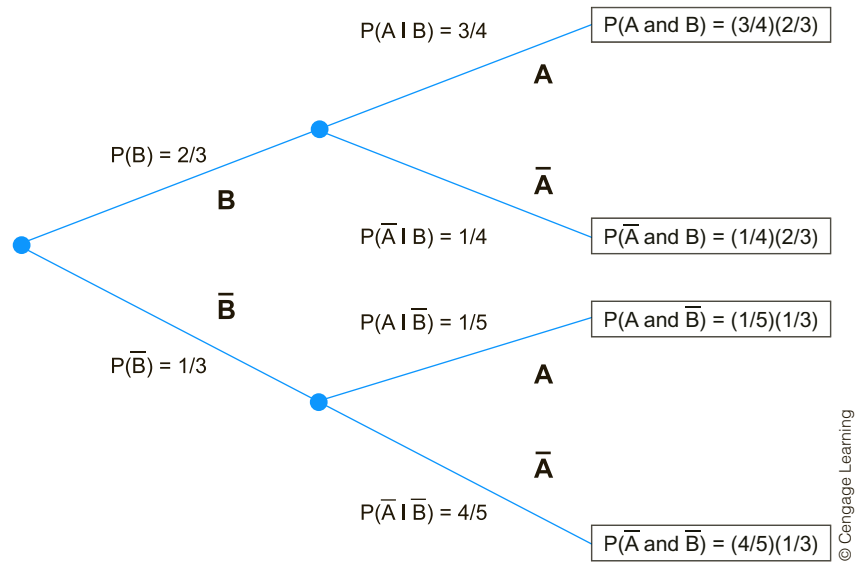 P(A I B) = 3/4
P(A and B) = (3/4)(2/3)
A
P(B) = 2/3
B
A̅
P(A̅ I B) = 1/4
P(A̅ and B) = (1/4)(2/3)
B̅
P(A I B̅) = 1/5
P(A and B̅) = (1/5)(1/3)
P(B̅) = 1/3
A
A̅
P(A̅ I B̅) = 4/5
P(A̅ and B̅) = (4/5)(1/3)
© Cengage Learning